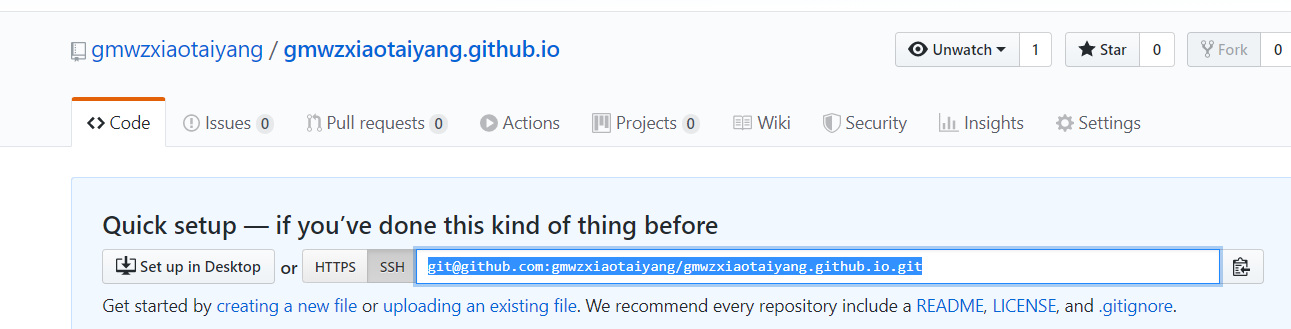 gmwzxiaotaiyang / gmwzxiaotaiyang.github.io Unwatch 1 Star 0 Fork 0
Code Issues 0 Pull requests 0 Actions Projects 0 Wiki Security Insights Settings
Quick setup — if you’ve done this kind of thing before
Set up in Desktop or HTTPS SSH git@github.com:gmwzxiaotaiyang/gmwzxiaotaiyang.github.io.git
Get started by creating a new file or uploading an existing file. We recommend every repository include a README, LICENSE, and .gitignore.